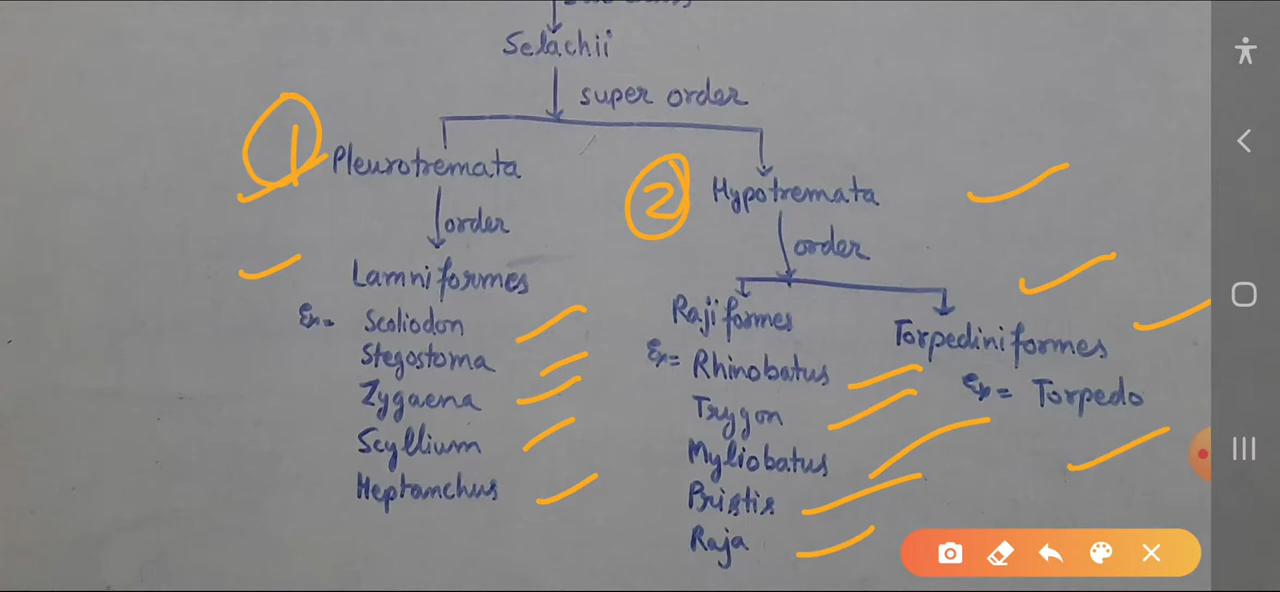 Selachii
super order
1
Pleurotremata
2
Hypotremata
order
order
Lamniformes
Rajiformes
Torpediniformes
Ex= Scoliodon
Stegostoma
Zygaena
Scyllium
Heptanchus
Ex= Rhinobatus
Trygon
Myliobatus
Pristis
Raja
Ex= Torpedo